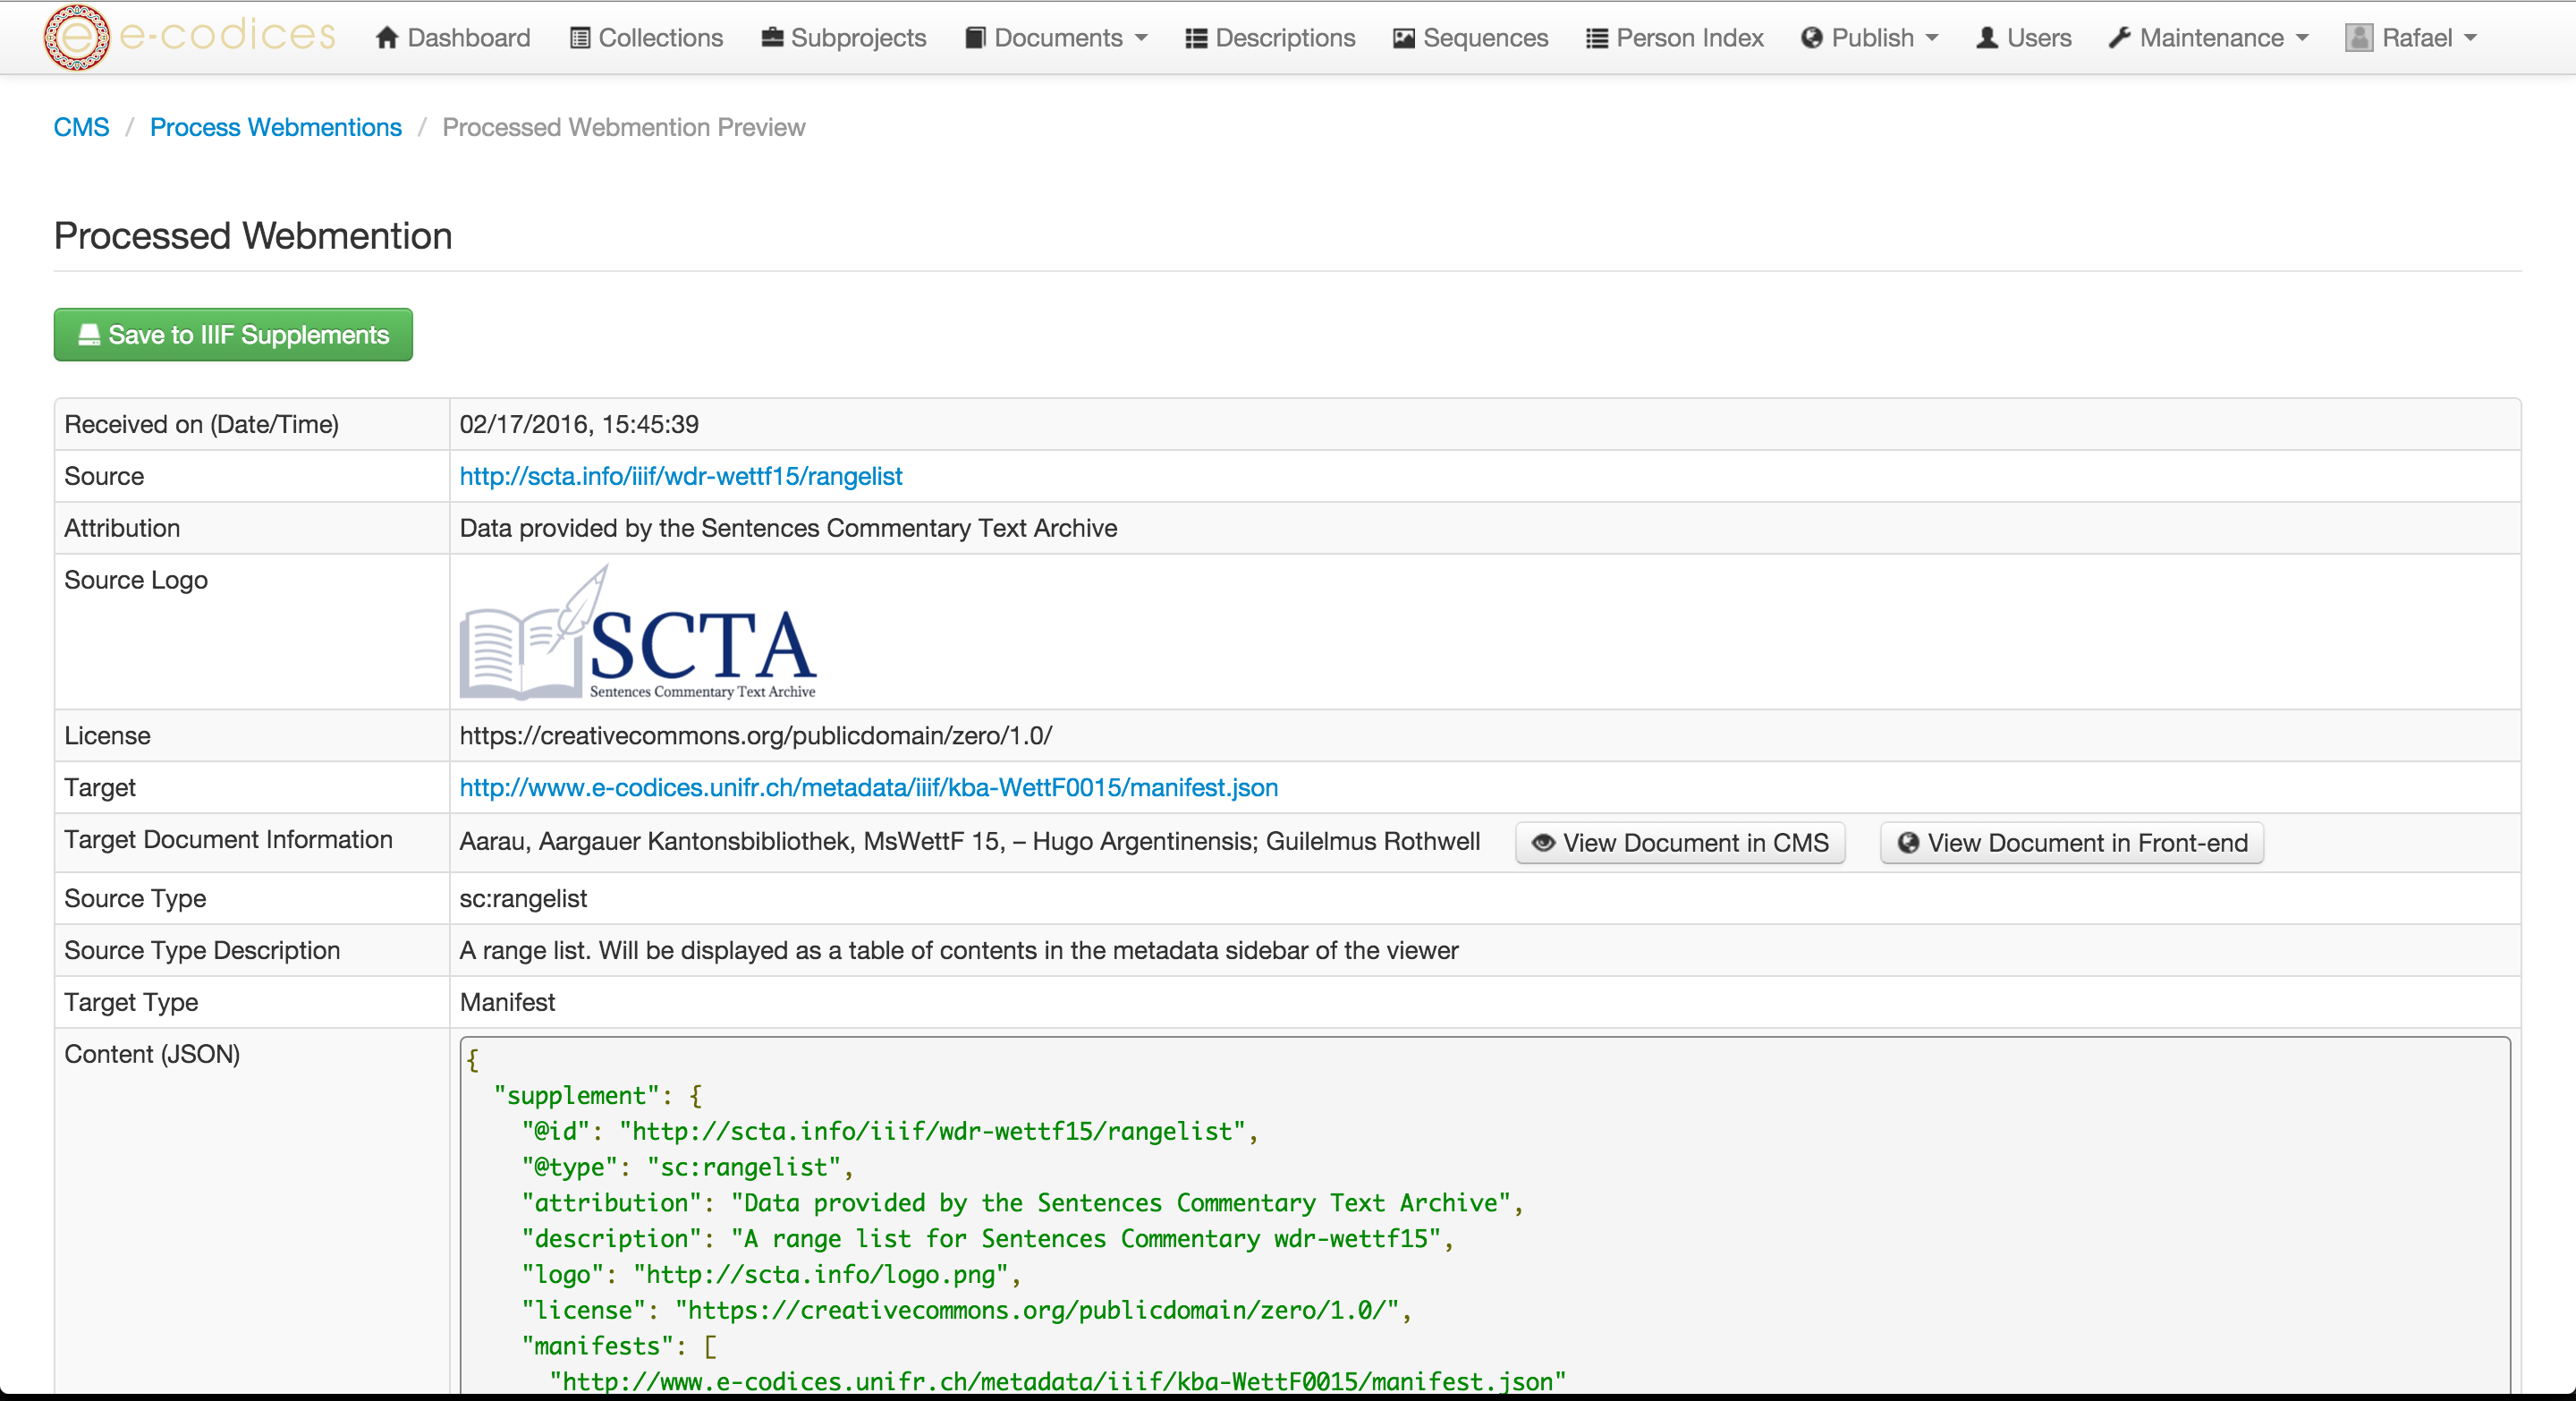 e-codices Dashboard Collections Subprojects Documents Descriptions Sequences Person Index Publish Users Maintenance Rafael
CMS / Process Webmentions / Processed Webmention Preview
Processed Webmention
Save to IIIF Supplements
Received on (Date/Time) 02/17/2016, 15:45:39
Source http://scta.info/iiif/wdr-wettf15/rangelist
Attribution Data provided by the Sentences Commentary Text Archive
Source Logo
SCTA
Sentences Commentary Text Archive
License https://creativecommons.org/publicdomain/zero/1.0/
Target http://www.e-codices.unifr.ch/metadata/iiif/kba-WettF0015/manifest.json
Target Document Information Aarau, Aargauer Kantonsbibliothek, MsWettF 15, – Hugo Argentinensis; Guilelmus Rothwell View Document in CMS View Document in Front-end
Source Type sc:rangelist
Source Type Description A range list. Will be displayed as a table of contents in the metadata sidebar of the viewer
Target Type Manifest
Content (JSON) {
"supplement": {
"@id": "http://scta.info/iiif/wdr-wettf15/rangelist",
"@type": "sc:rangelist",
"attribution": "Data provided by the Sentences Commentary Text Archive",
"description": "A range list for Sentences Commentary wdr-wettf15",
"logo": "http://scta.info/logo.png",
"license": "https://creativecommons.org/publicdomain/zero/1.0/",
"manifests": [
"http://www.e-codices.unifr.ch/metadata/iiif/kba-WettF0015/manifest.json"